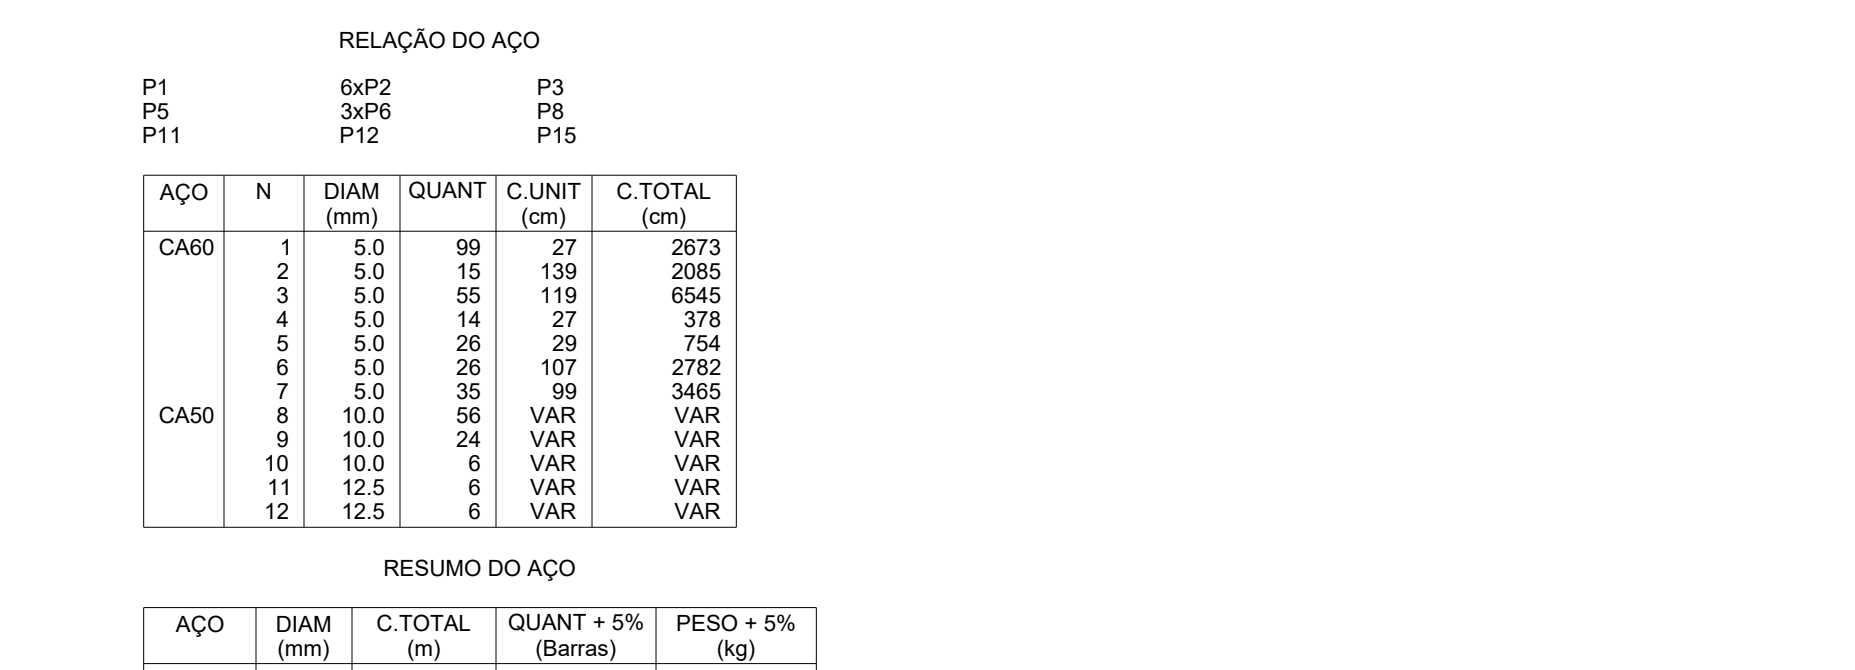 RELAÇÃO DO AÇO
P1 6xP2 P3
P5 3xP6 P8
P11 P12 P15
AÇO N DIAM QUANT C.UNIT C.TOTAL
(mm) (cm) (cm)
CA60 1 5.0 99 27 2673
2 5.0 15 139 2085
3 5.0 55 119 6545
4 5.0 14 27 378
5 5.0 26 29 754
6 5.0 26 107 2782
7 5.0 35 99 3465
CA50 8 10.0 56 VAR VAR
9 10.0 24 VAR VAR
10 10.0 6 VAR VAR
11 12.5 6 VAR VAR
12 12.5 6 VAR VAR
RESUMO DO AÇO
AÇO DIAM C.TOTAL QUANT + 5% PESO + 5%
(mm) (m) (Barras) (kg)